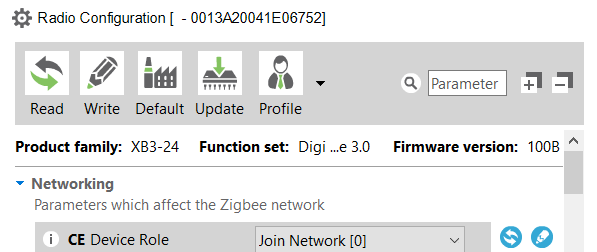 Radio Configuration [  - 0013A20041E06752]
Read Write Default Update Profile Parameter
Product family: XB3-24 Function set: Digi ...e 3.0 Firmware version: 100B
Networking
Parameters which affect the Zigbee network
i CE Device Role Join Network [0]